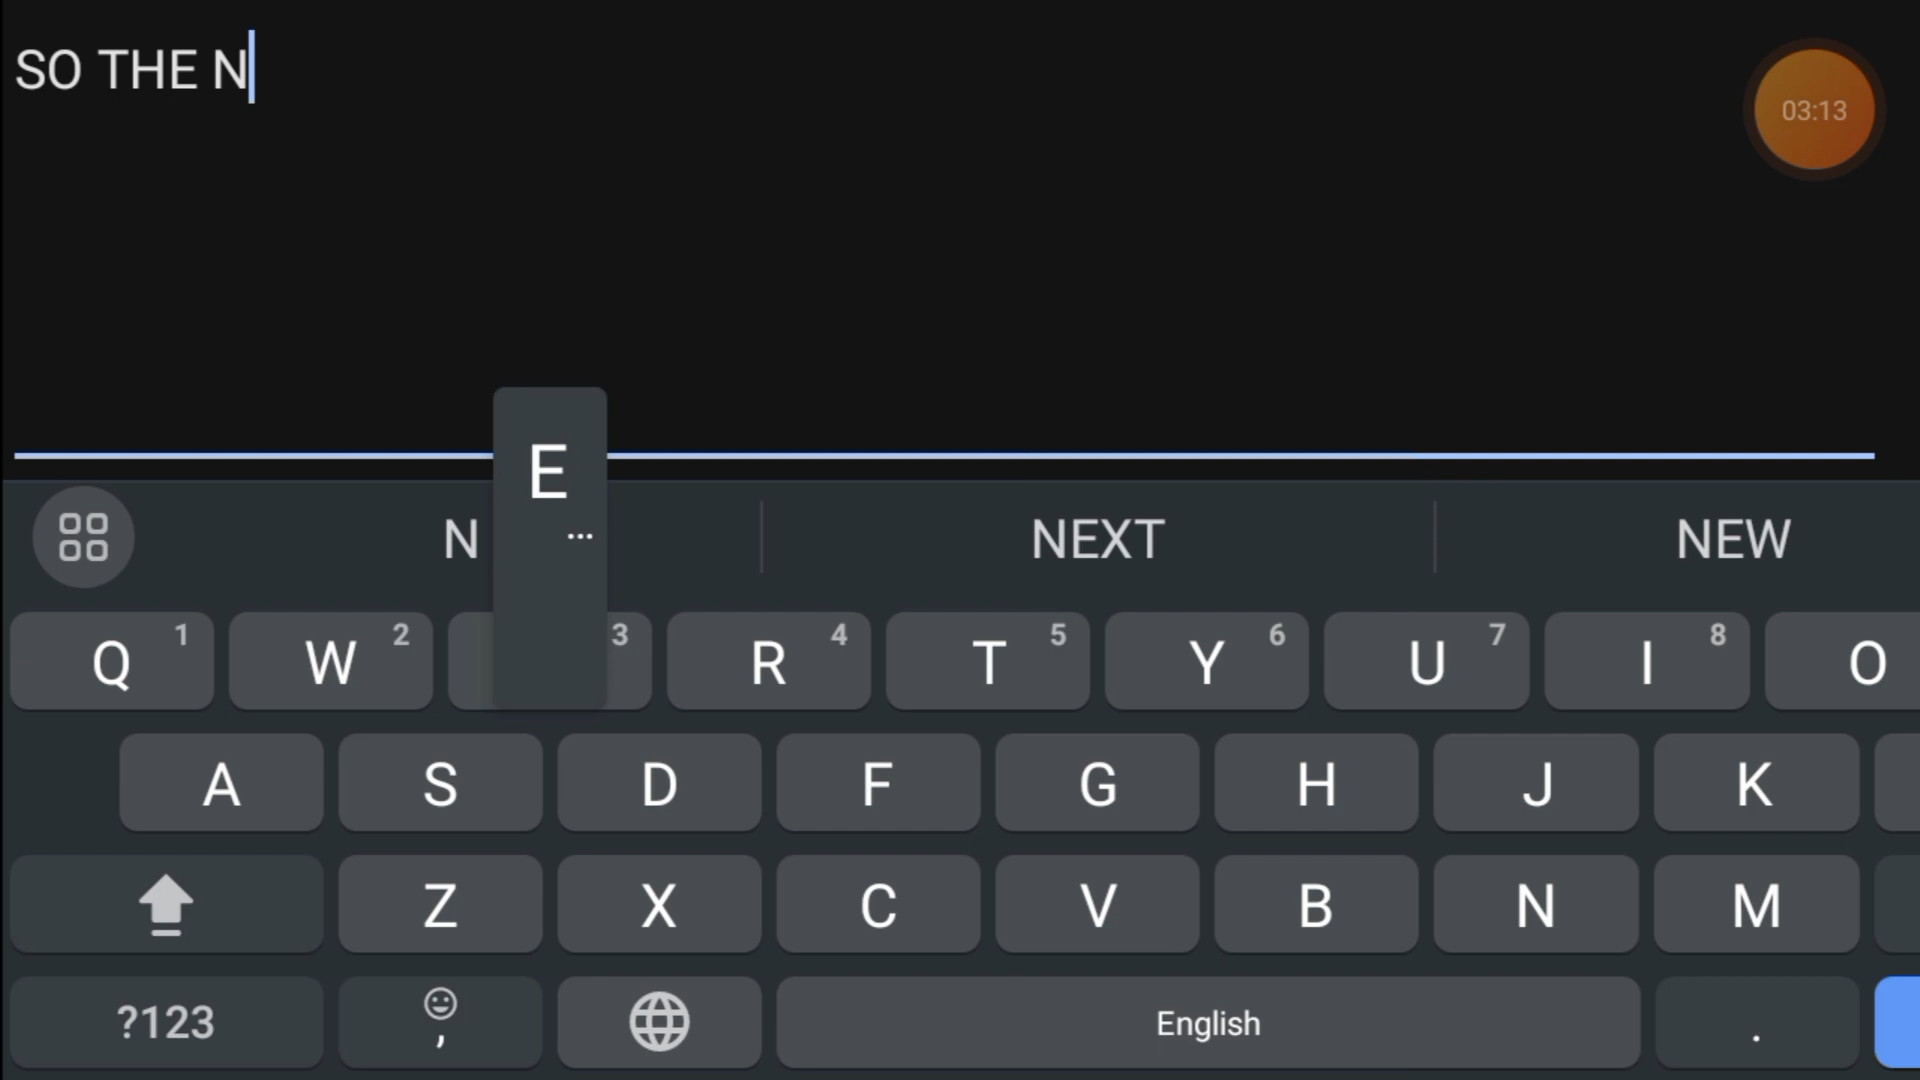 SO THE N
03:13
E
...
N NEXT NEW
Q 1 W 2 3 R 4 T 5 Y 6 U 7 I 8 O
A S D F G H J K
Z X C V B N M
?123 , English .